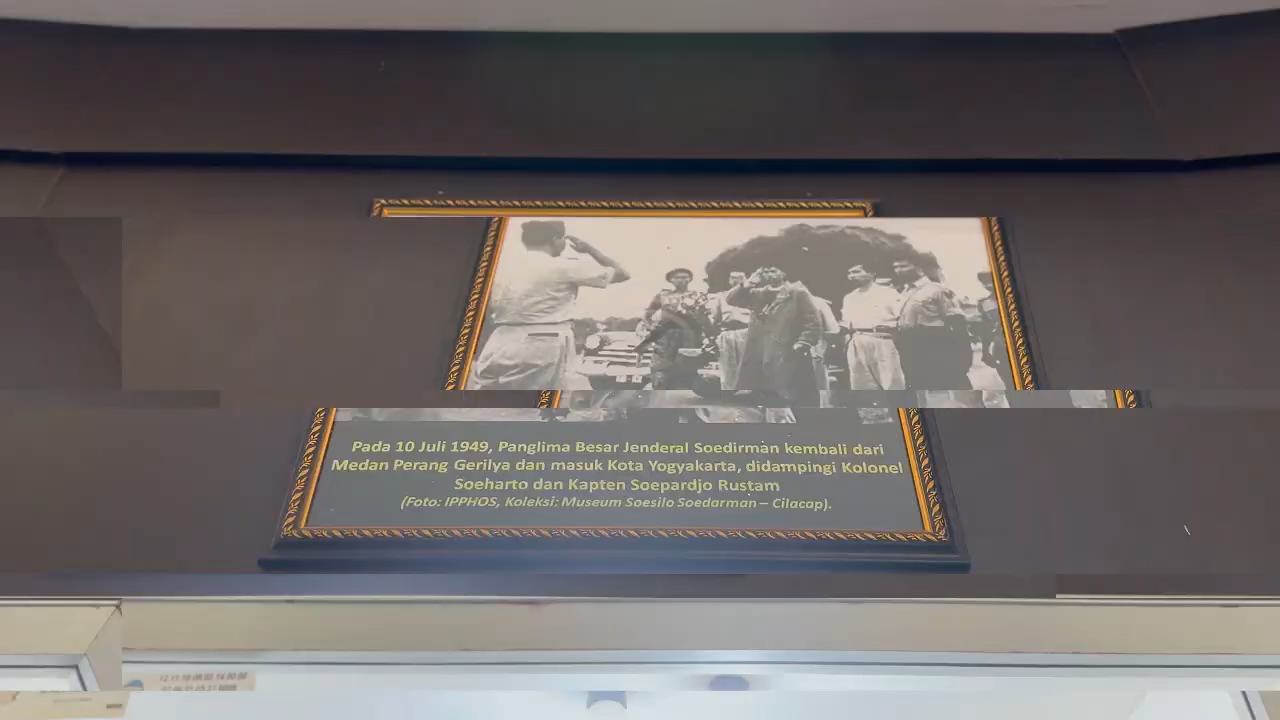 Pada 10 Juli 1949, Panglima Besar Jenderal Soedirman kembali dari
Medan Perang Gerilya dan masuk Kota Yogyakarta, didampingi Kolonel
Soeharto dan Kapten Soepardjo Rustam
(Foto: IPPHOS, Koleksi: Museum Soesilo Soedarman – Cilacap).